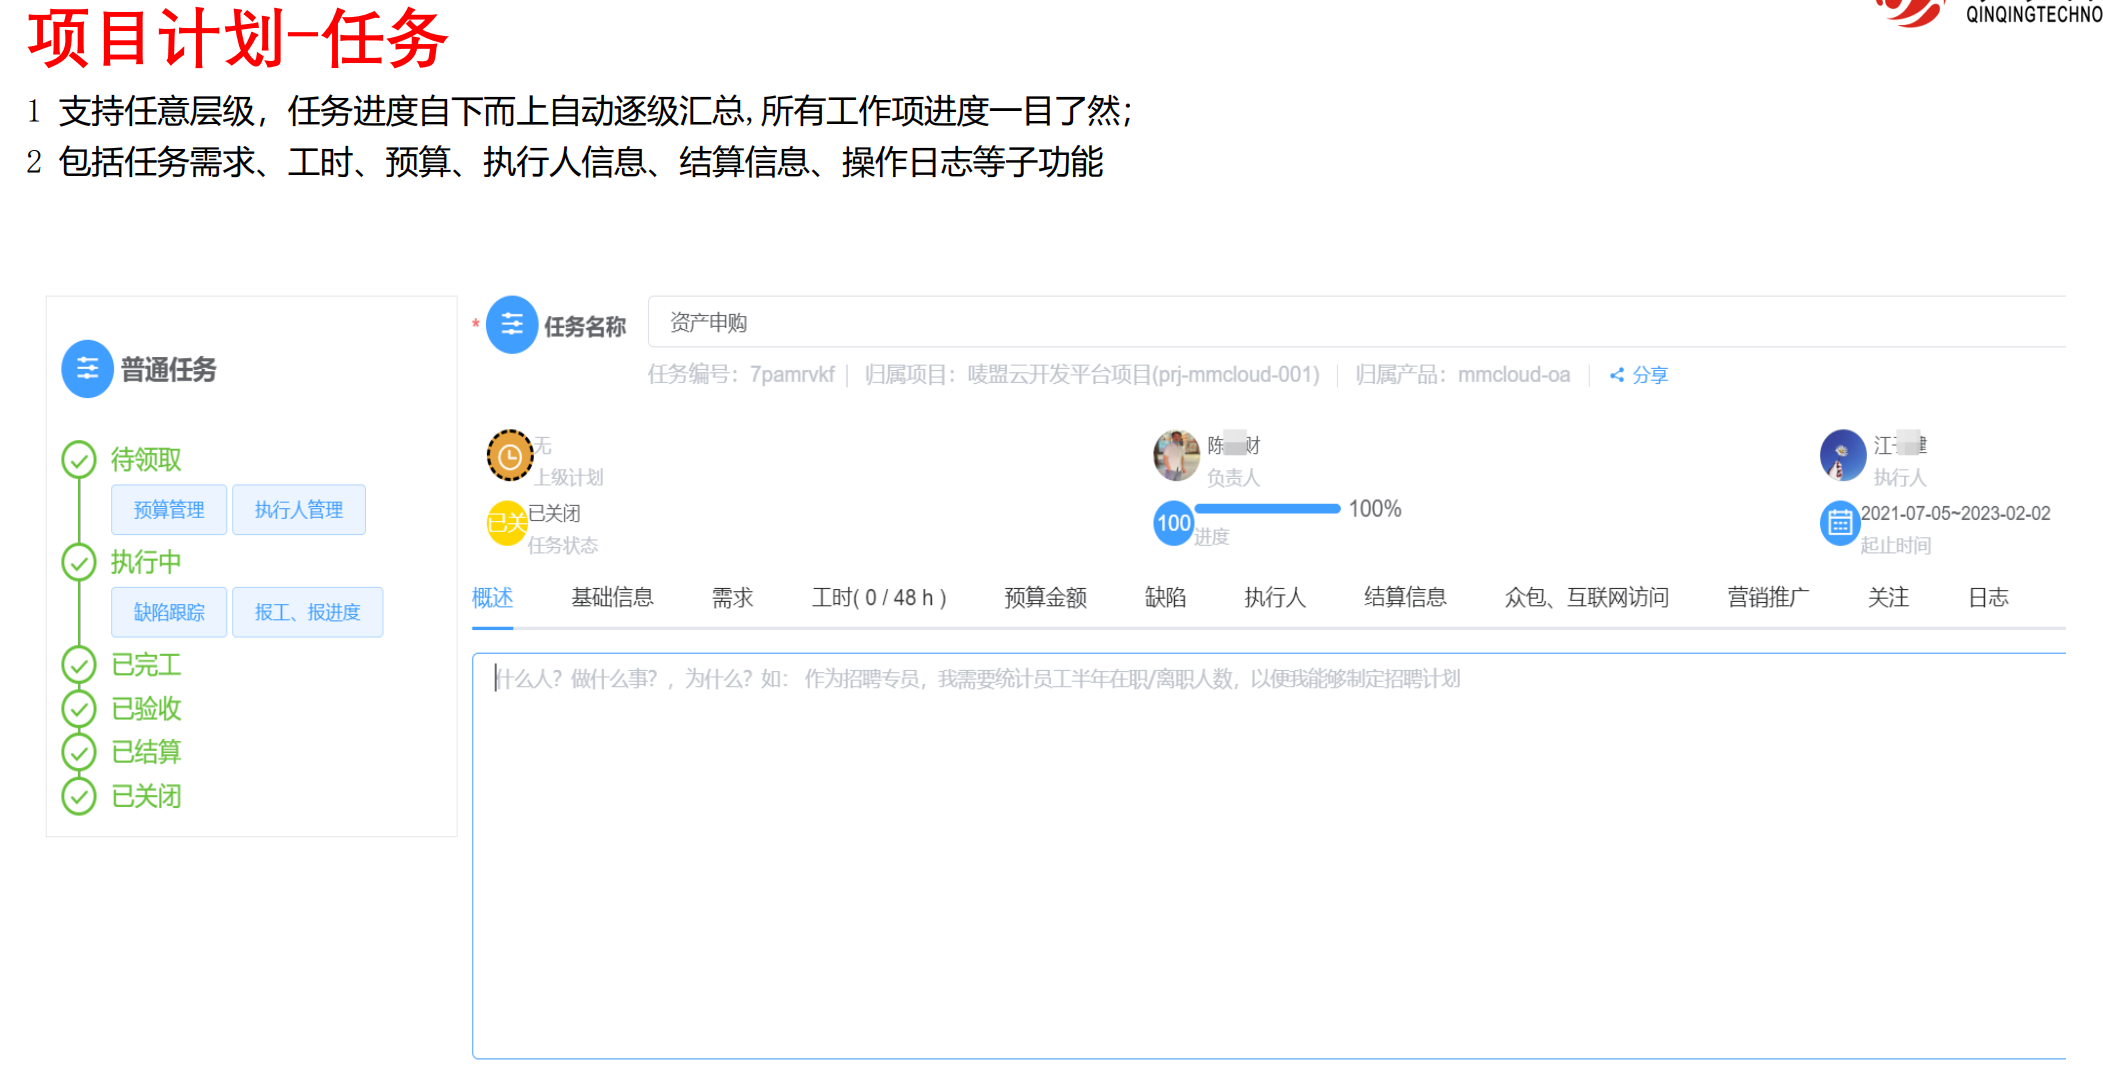 项目计划-任务
QINQINGTECHNO
1 支持任意层级，任务进度自下而上自动逐级汇总,所有工作项进度一目了然;
2 包括任务需求、工时、预算、执行人信息、结算信息、操作日志等子功能
普通任务
待领取
预算管理 执行人管理
执行中
缺陷跟踪 报工、报进度
已完工
已验收
已结算
已关闭
* 任务名称 资产申购
任务编号：7pamrvkf 归属项目：唛盟云开发平台项目(prj-mmcloud-001) 归属产品：mmcloud-oa 分享
无
上级计划
陈 财
负责人
江 建
执行人
已关 已关闭
任务状态
100 100%
进度
2021-07-05~2023-02-02
起止时间
概述 基础信息 需求 工时( 0 / 48 h ) 预算金额 缺陷 执行人 结算信息 众包、互联网访问 营销推广 关注 日志
什么人？做什么事？，为什么？如： 作为招聘专员，我需要统计员工半年在职/离职人数，以便我能够制定招聘计划